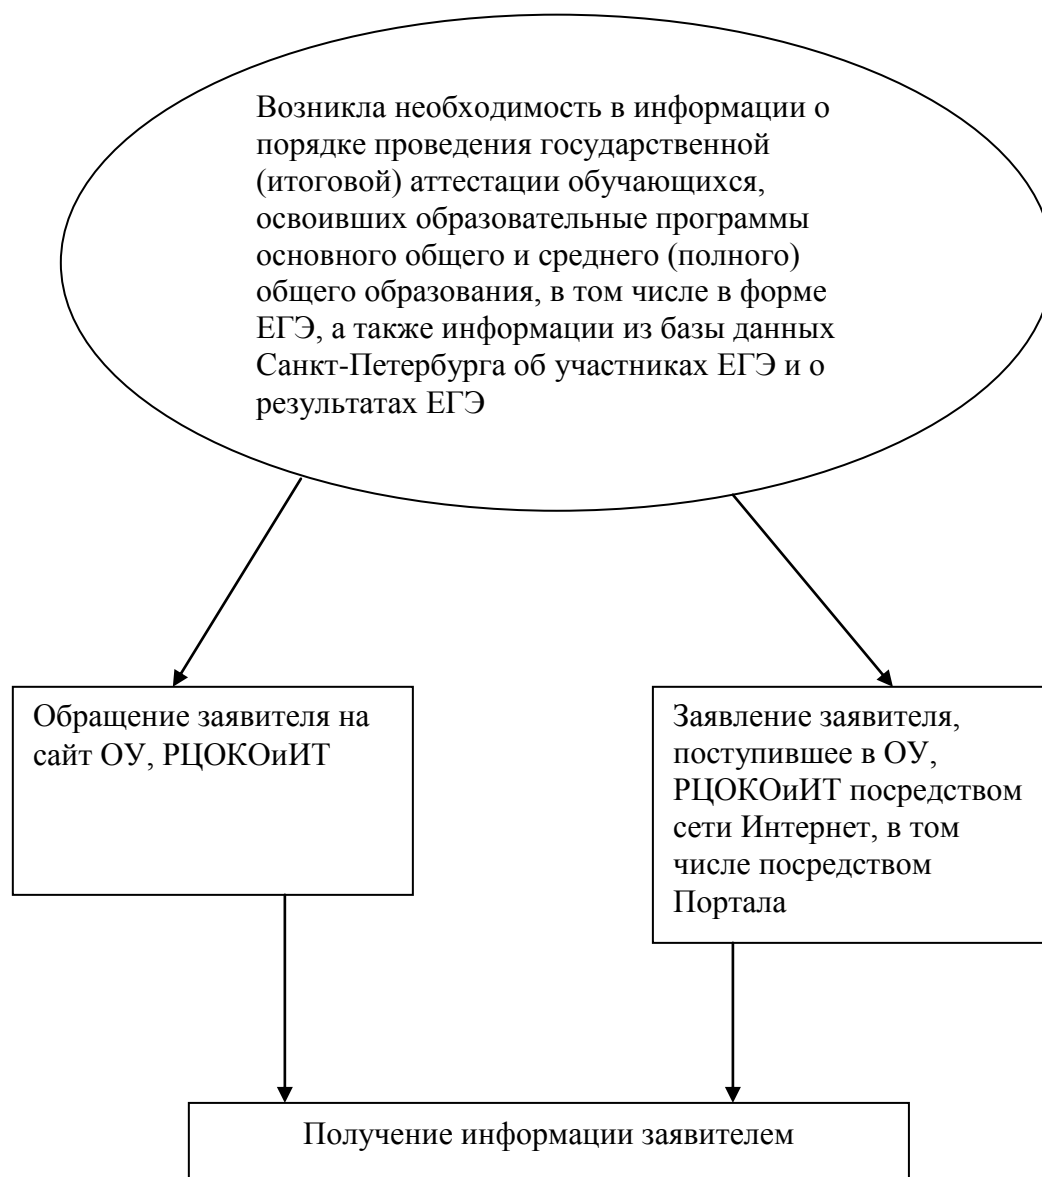 Возникла необходимость в информации о
порядке проведения государственной
(итоговой) аттестации обучающихся,
освоивших образовательные программы
основного общего и среднего (полного)
общего образования, в том числе в форме
ЕГЭ, а также информации из базы данных
Санкт-Петербурга об участниках ЕГЭ и о
результатах ЕГЭ
Обращение заявителя на
сайт ОУ, РЦОКОиИТ
Заявление заявителя,
поступившее в ОУ,
РЦОКОиИТ посредством
сети Интернет, в том
числе посредством
Портала
Получение информации заявителем